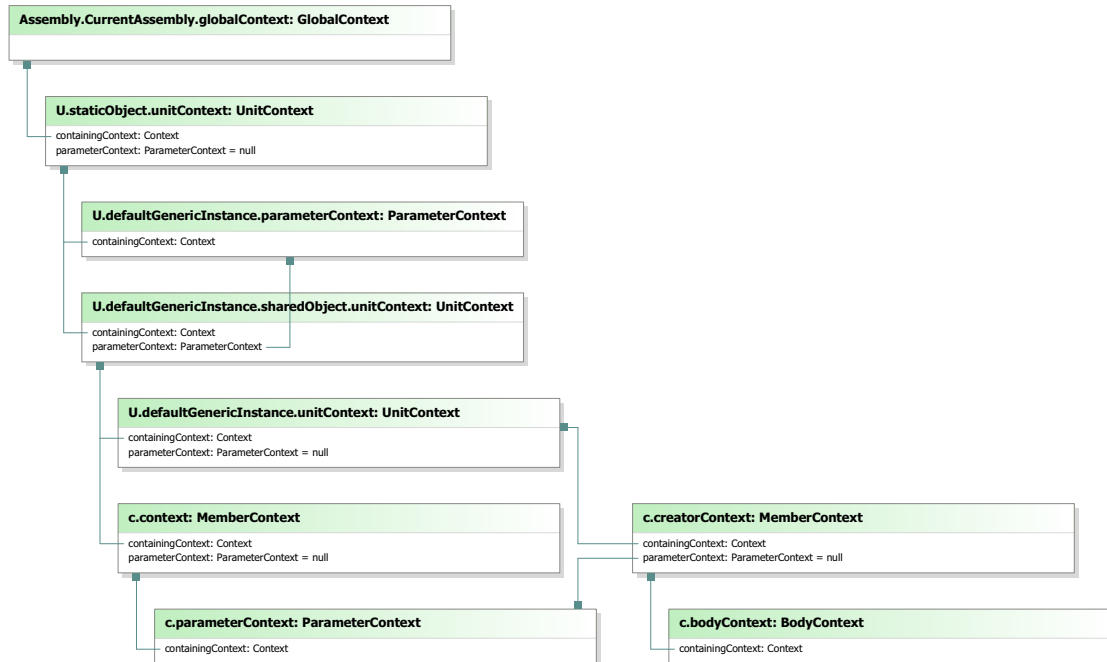 Assembly.CurrentAssembly.globalContext: GlobalContext
U.staticObject.unitContext: UnitContext
containingContext: Context
parameterContext: ParameterContext = null
U.defaultGenericInstance.parameterContext: ParameterContext
containingContext: Context
U.defaultGenericInstance.sharedObject.unitContext: UnitContext
containingContext: Context
parameterContext: ParameterContext
U.defaultGenericInstance.unitContext: UnitContext
containingContext: Context
parameterContext: ParameterContext = null
c.context: MemberContext
containingContext: Context
parameterContext: ParameterContext = null
c.creatorContext: MemberContext
containingContext: Context
parameterContext: ParameterContext = null
c.parameterContext: ParameterContext
containingContext: Context
c.bodyContext: BodyContext
containingContext: Context